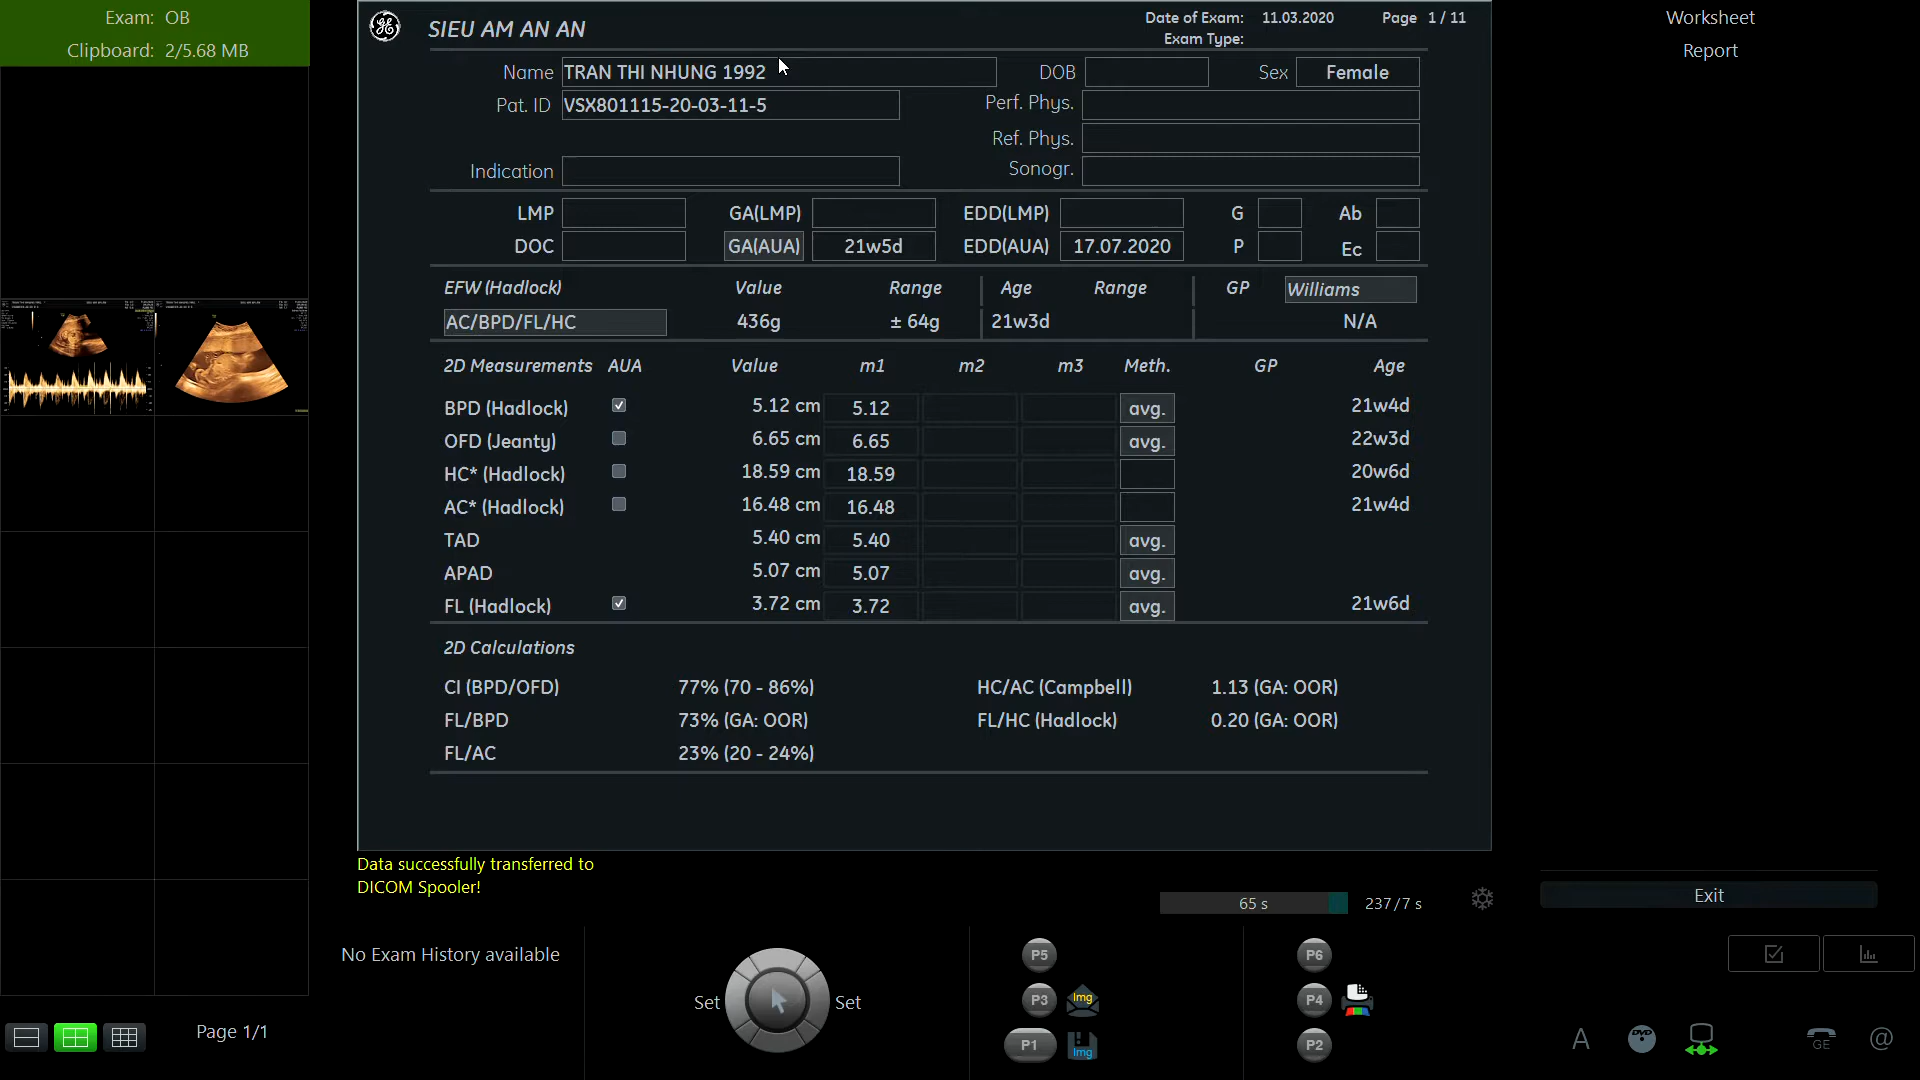 Exam: OB
Clipboard: 2/5.68 MB
SIEU AM AN AN
Date of Exam: 11.03.2020 Page 1 / 11
Exam Type:
Name TRAN THI NHUNG 1992 DOB Sex Female
Pat. ID VSX801115-20-03-11-5 Perf. Phys.
Ref. Phys.
Indication Sonogr.
LMP GA(LMP) EDD(LMP) G Ab
DOC GA(AUA) 21w5d EDD(AUA) 17.07.2020 P Ec
EFW (Hadlock) Value Range Age Range GP Williams
AC/BPD/FL/HC 436g ± 64g 21w3d N/A
2D Measurements AUA Value m1 m2 m3 Meth. GP Age
BPD (Hadlock) 5.12 cm 5.12 avg. 21w4d
OFD (Jeanty) 6.65 cm 6.65 avg. 22w3d
HC* (Hadlock) 18.59 cm 18.59 20w6d
AC* (Hadlock) 16.48 cm 16.48 21w4d
TAD 5.40 cm 5.40 avg.
APAD 5.07 cm 5.07 avg.
FL (Hadlock) 3.72 cm 3.72 avg. 21w6d
2D Calculations
CI (BPD/OFD) 77% (70 - 86%) HC/AC (Campbell) 1.13 (GA: OOR)
FL/BPD 73% (GA: OOR) FL/HC (Hadlock) 0.20 (GA: OOR)
FL/AC 23% (20 - 24%)
Data successfully transferred to
DICOM Spooler!
65 s 237/7 s
No Exam History available
Set Set
P5
P3 Img
P1 Img
P6
P4
P2
Page 1/1
Worksheet
Report
Exit
A DVD GE @